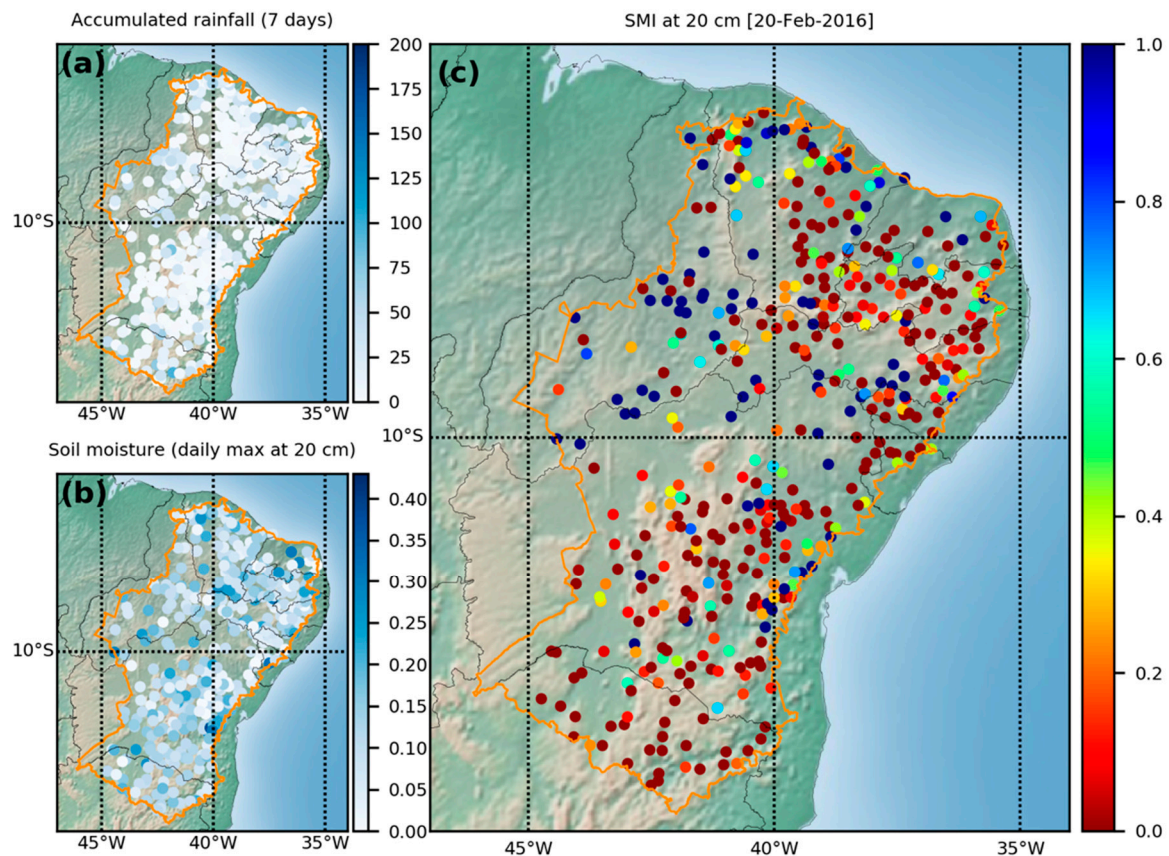 Accumulated rainfall (7 days)
(a)
200
175
150
125
100
75
50
25
0
10°S
45°W 40°W 35°W
Soil moisture (daily max at 20 cm)
(b)
0.40
0.35
0.30
0.25
0.20
0.15
0.10
0.05
0.00
10°S
45°W 40°W 35°W
SMI at 20 cm [20-Feb-2016]
(c)
1.0
0.8
0.6
0.4
0.2
0.0
10°S
45°W 40°W 35°W